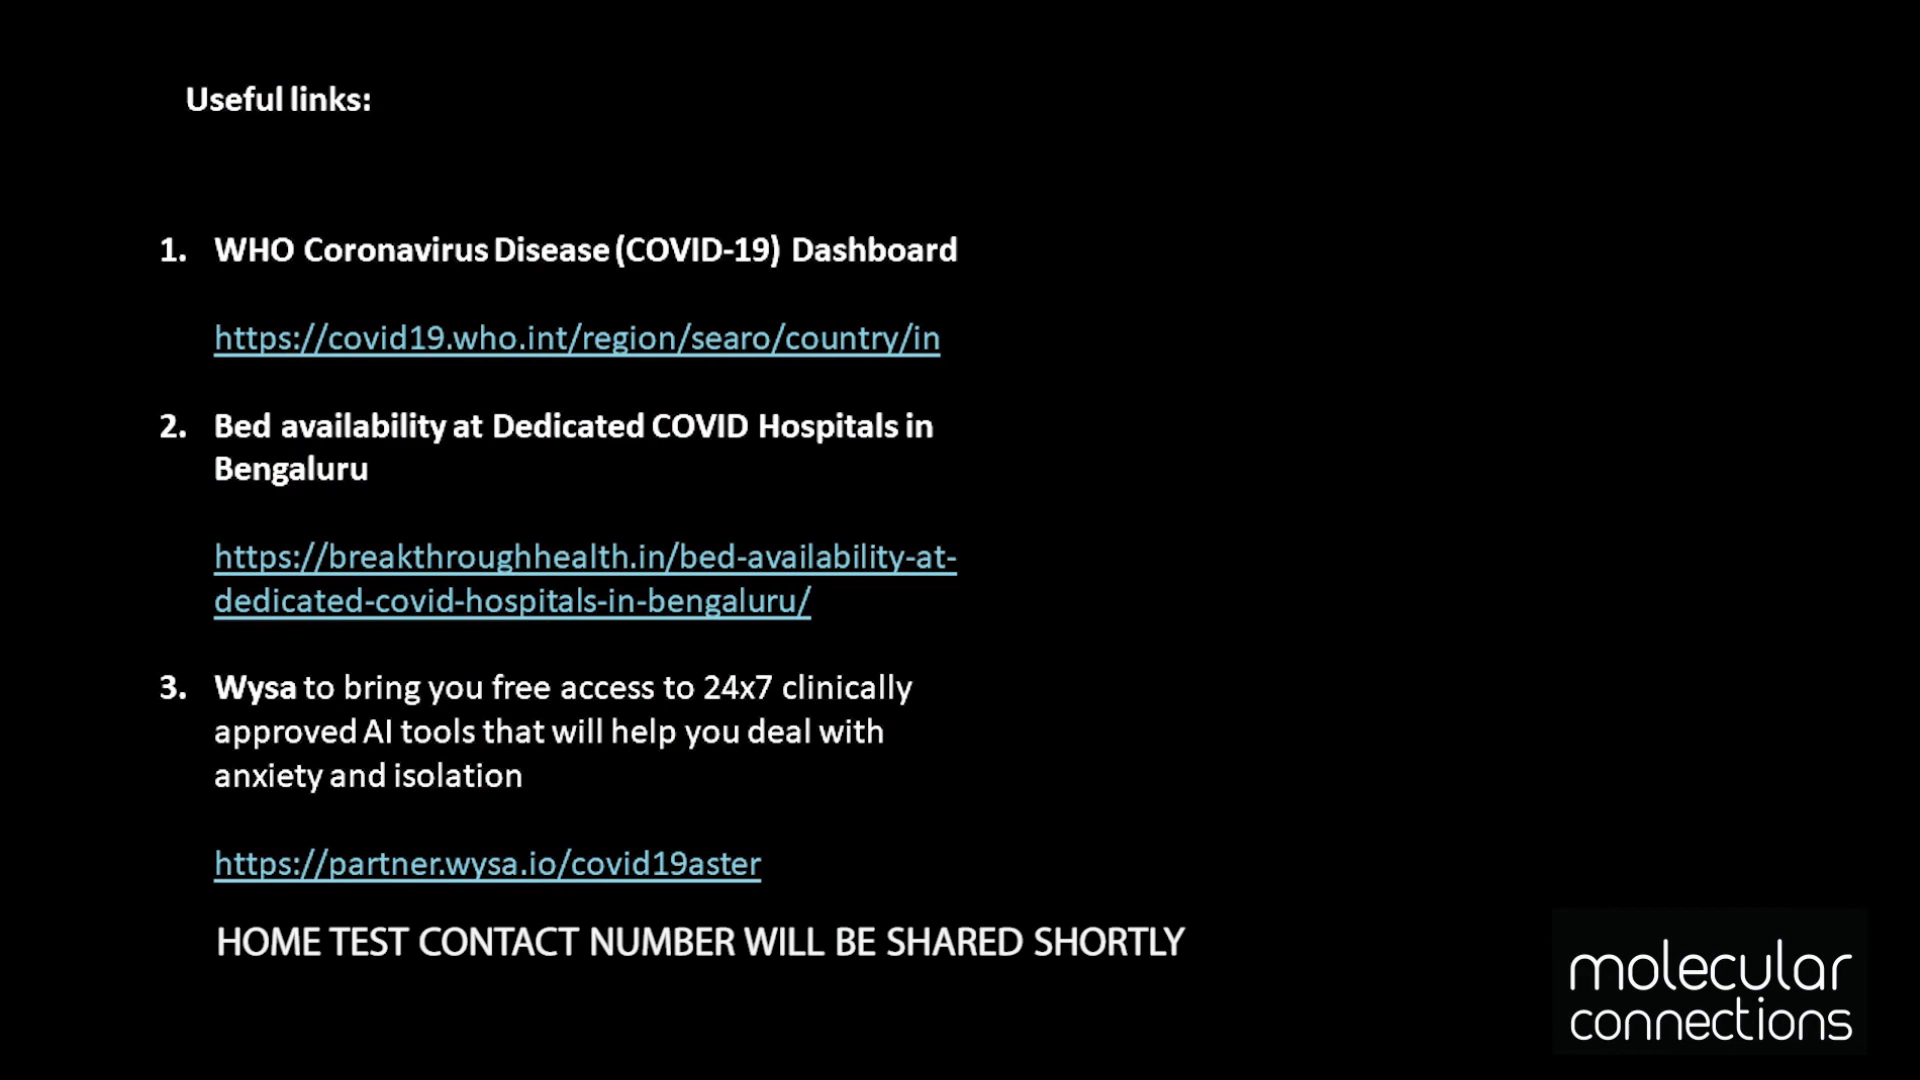 Useful links:
1. WHO Coronavirus Disease (COVID-19) Dashboard
https://covid19.who.int/region/searo/country/in
2. Bed availability at Dedicated COVID Hospitals in
Bengaluru
https://breakthroughhealth.in/bed-availability-at-
dedicated-covid-hospitals-in-bengaluru/
3. Wysa to bring you free access to 24x7 clinically
approved AI tools that will help you deal with
anxiety and isolation
https://partner.wysa.io/covid19aster
HOME TEST CONTACT NUMBER WILL BE SHARED SHORTLY
molecular
connections